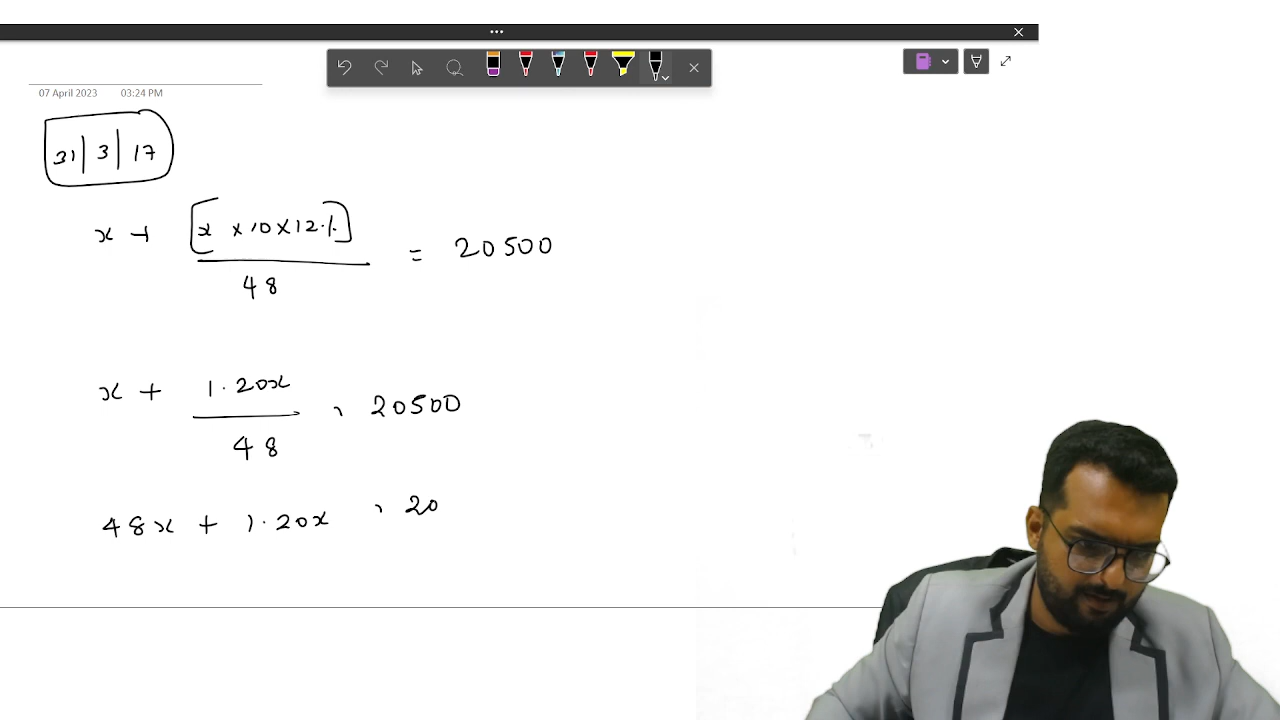 07 April 2023 03:24 PM
31 | 3 | 17
x + [x × 10 × 12%] / 48 = 20500
x + 1.20x / 48 = 20500
48x + 1.20x = 20